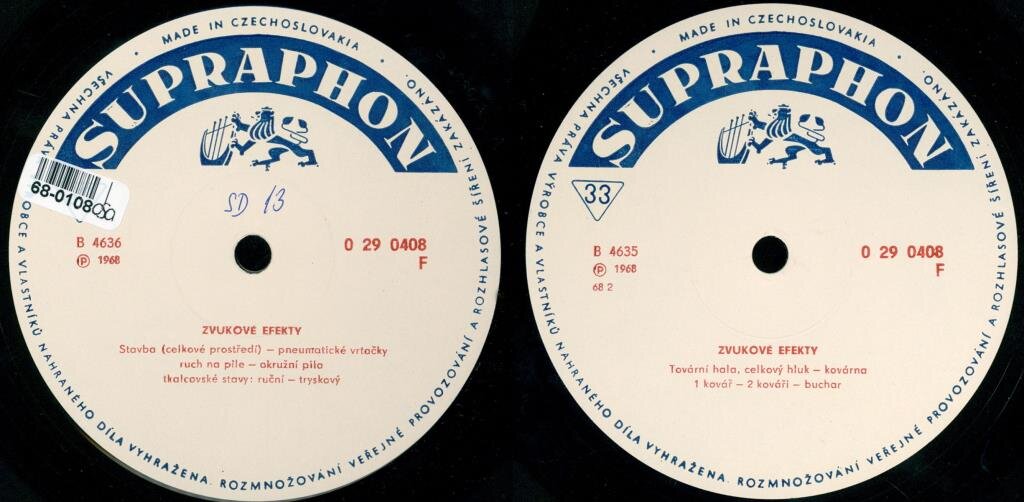 MADE IN CZECHOSLOVAKIA
SUPRAPHON
68-0108
SD 13
B 4636
℗ 1968
0 29 0408
F
ZVUKOVÉ EFEKTY
Stavba (celkové prostředí) – pneumatické vrtačky
ruch na pile – okružní pila
tkalcovské stavy: ruční – tryskový
VŠECHNA PRÁV
OBCE A VLASTNÍKŮ NAHRANÉHO DÍLA VYHRAŽENA. ROZMNOŽOVÁNÍ VEŘEJNÉ PROVOZOVÁNÍ A ROZHLASOVÉ ŠÍŘENÍ ZAKÁZÁNO.
MADE IN CZECHOSLOVAKIA
SUPRAPHON
33
B 4635
℗ 1968
68 2
0 29 0408
F
ZVUKOVÉ EFEKTY
Tovární hala, celkový hluk – kovárna
1 kovář – 2 kováři – buchar
VŠECHNA PRÁVA VÝROBCE A VLASTNÍKŮ NAHRANÉHO DÍLA VYHRAŽENA. ROZMNOŽOVÁNÍ VEŘEJNÉ PROVOZOVÁNÍ A ROZHLASOVÉ ŠÍŘENÍ ZAKÁZÁNO.